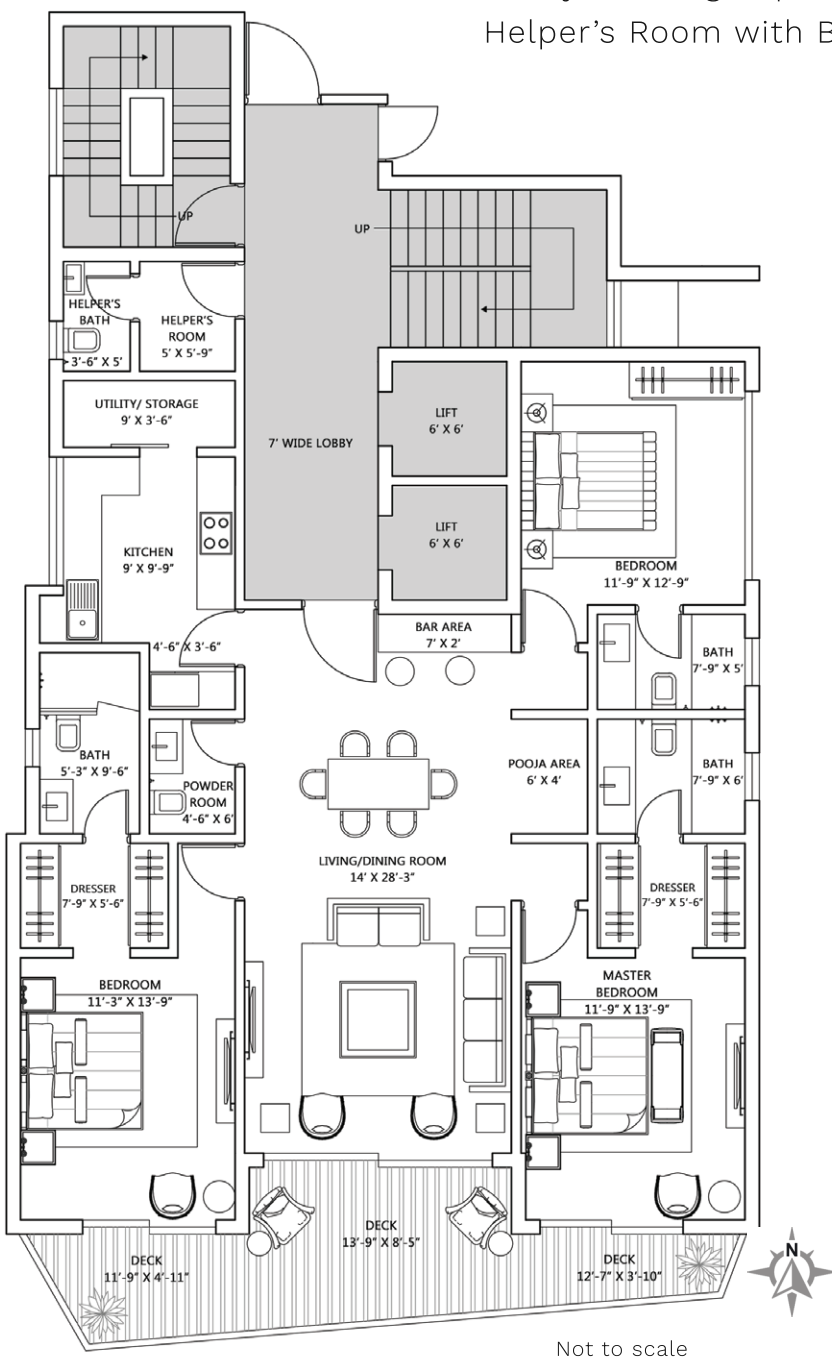 Helper’s Room with B
UP
UP
HELPER’S
BATH
3’-6” X 5’
HELPER’S
ROOM
5’ X 5’-9”
UTILITY/ STORAGE
9’ X 3’-6”
7’ WIDE LOBBY
LIFT
6’ X 6’
LIFT
6’ X 6’
KITCHEN
9’ X 9’-9”
BEDROOM
11’-9” X 12’-9”
4’-6” X 3’-6”
BAR AREA
7’ X 2’
BATH
7’-9” X 5’
BATH
5’-3” X 9’-6”
POWDER
ROOM
4’-6” X 6’
POOJA AREA
6’ X 4’
BATH
7’-9” X 6’
LIVING/DINING ROOM
14’ X 28’-3”
DRESSER
7’-9” X 5’-6”
DRESSER
7’-9” X 5’-6”
BEDROOM
11’-3” X 13’-9”
MASTER
BEDROOM
11’-9” X 13’-9”
DECK
11’-9” X 4’-11”
DECK
13’-9” X 8’-5”
DECK
12’-7” X 3’-10”
N
Not to scale